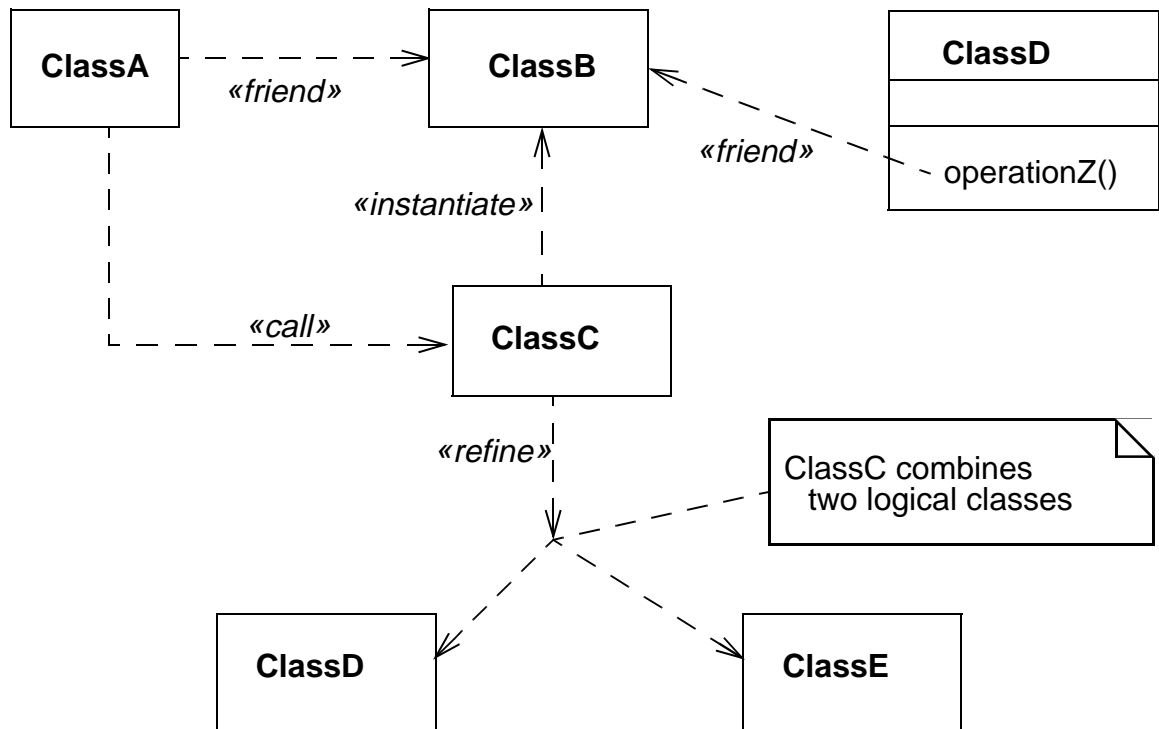 ClassA
ClassB
ClassD
«friend»
«friend»
operationZ()
«instantiate»
«call»
ClassC
«refine»
ClassC combines
two logical classes
ClassD
ClassE